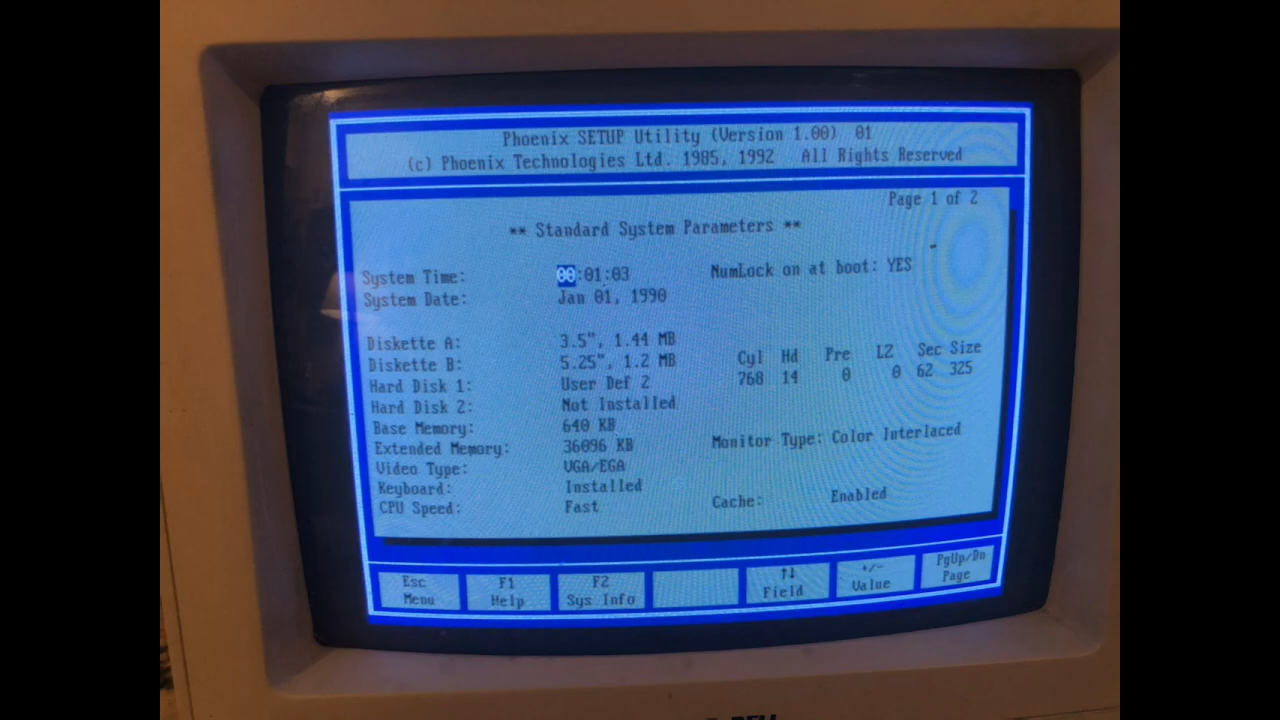 Phoenix SETUP Utility (Version 1.00) 01
(c) Phoenix Technologies Ltd. 1985, 1992 All Rights Reserved
Page 1 of 2
** Standard System Parameters **
System Time: 00:01:03 NumLock on at boot: YES
System Date: Jan 01, 1990
Diskette A: 3.5", 1.44 MB
Diskette B: 5.25", 1.2 MB Cyl Hd Pre LZ Sec Size
Hard Disk 1: User Def 2 768 14 0 0 62 325
Hard Disk 2: Not Installed
Base Memory: 640 KB
Extended Memory: 36096 KB Monitor Type: Color Interlaced
Video Type: VGA/EGA
Keyboard: Installed
CPU Speed: Fast Cache: Enabled
Esc F1 F2 ↑↓ +/- PgUp/Dn
Menu Help Sys Info Field Value Page